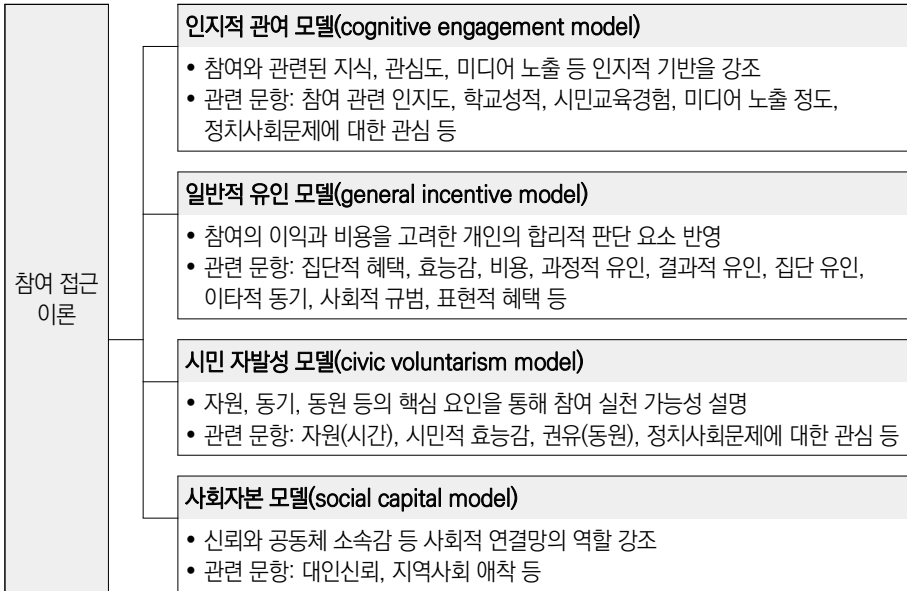 참여 접근
이론
인지적 관여 모델(cognitive engagement model)
• 참여와 관련된 지식, 관심도, 미디어 노출 등 인지적 기반을 강조
• 관련 문항: 참여 관련 인지도, 학교성적, 시민교육경험, 미디어 노출 정도,
정치사회문제에 대한 관심 등
일반적 유인 모델(general incentive model)
• 참여의 이익과 비용을 고려한 개인의 합리적 판단 요소 반영
• 관련 문항: 집단적 혜택, 효능감, 비용, 과정적 유인, 결과적 유인, 집단 유인,
이타적 동기, 사회적 규범, 표현적 혜택 등
시민 자발성 모델(civic voluntarism model)
• 자원, 동기, 동원 등의 핵심 요인을 통해 참여 실천 가능성 설명
• 관련 문항: 자원(시간), 시민적 효능감, 권유(동원), 정치사회문제에 대한 관심 등
사회자본 모델(social capital model)
• 신뢰와 공동체 소속감 등 사회적 연결망의 역할 강조
• 관련 문항: 대인신뢰, 지역사회 애착 등